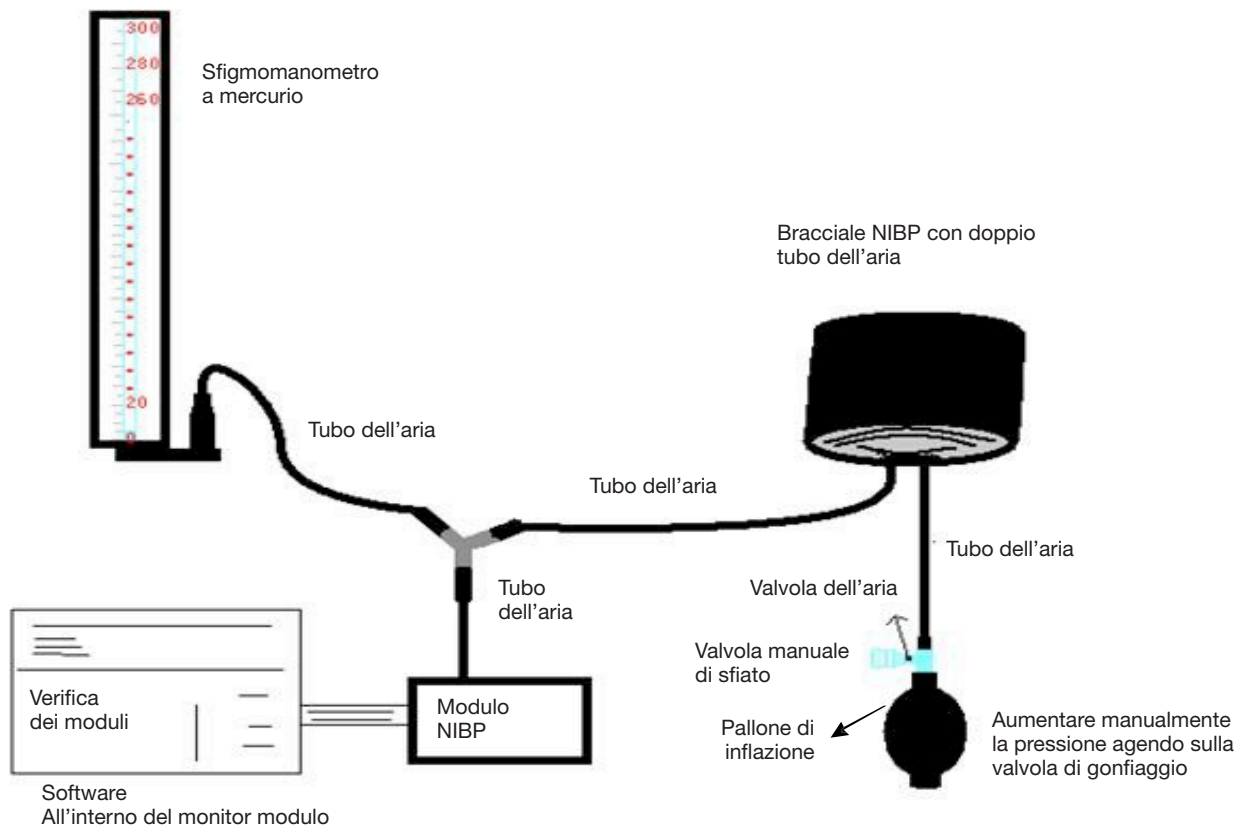 300
280
260
20
0
Sfigmomanometro
a mercurio
Bracciale NIBP con doppio
tubo dell'aria
Tubo dell'aria
Tubo dell'aria
Tubo dell'aria
Tubo
dell'aria
Valvola dell'aria
Valvola manuale
di sfiato
Pallone di
inflazione
Aumentare manualmente
la pressione agendo sulla
valvola di gonfiaggio
Verifica
dei moduli
Modulo
NIBP
Software
All'interno del monitor modulo